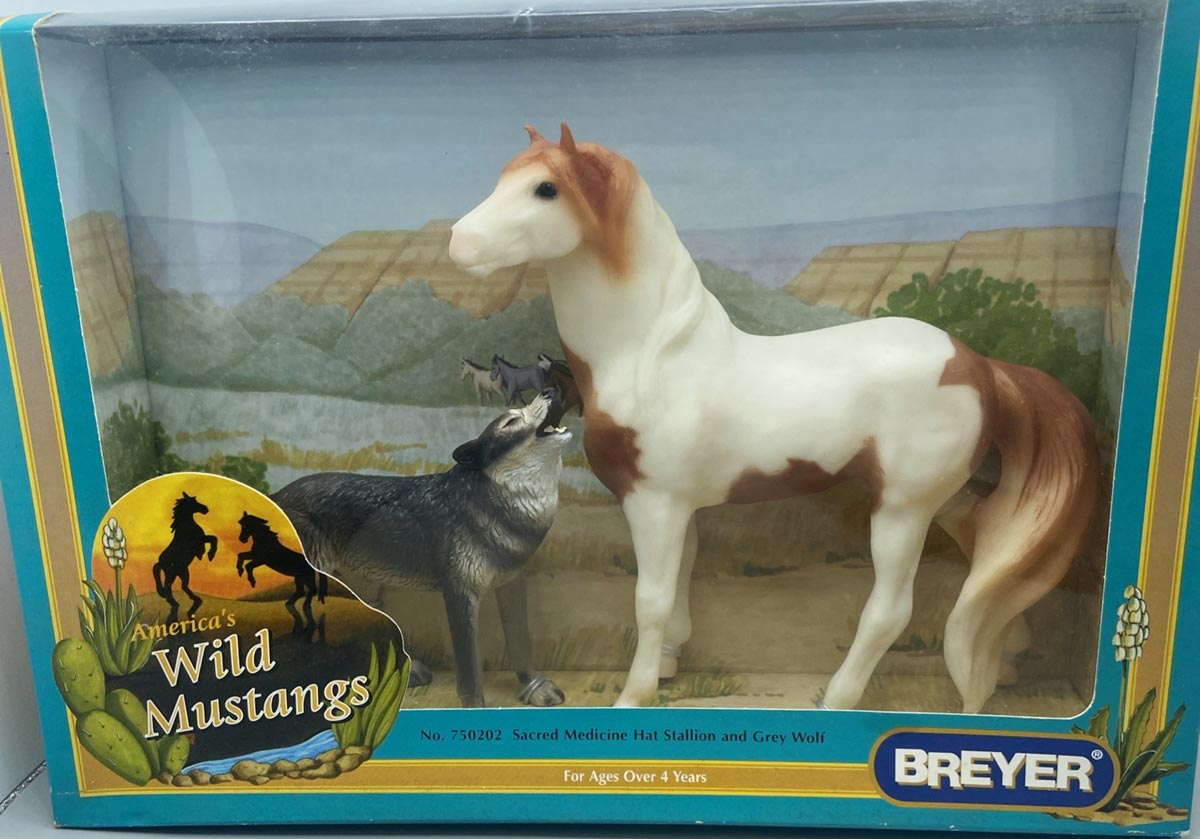 America's
Wild
Mustangs
No. 750202 Sacred Medicine Hat Stallion and Grey Wolf
For Ages Over 4 Years
BREYER®